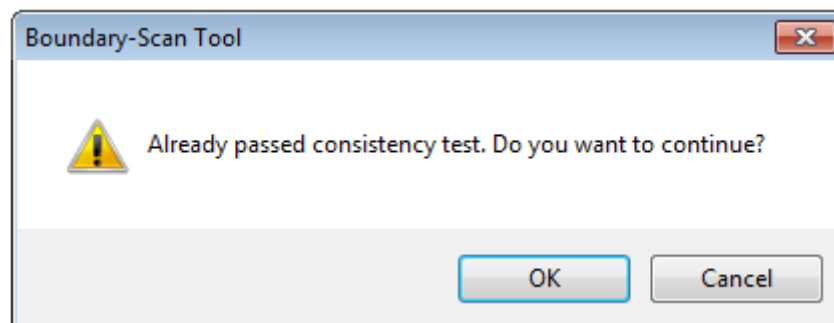 Boundary-Scan Tool
Already passed consistency test. Do you want to continue?
OK
Cancel